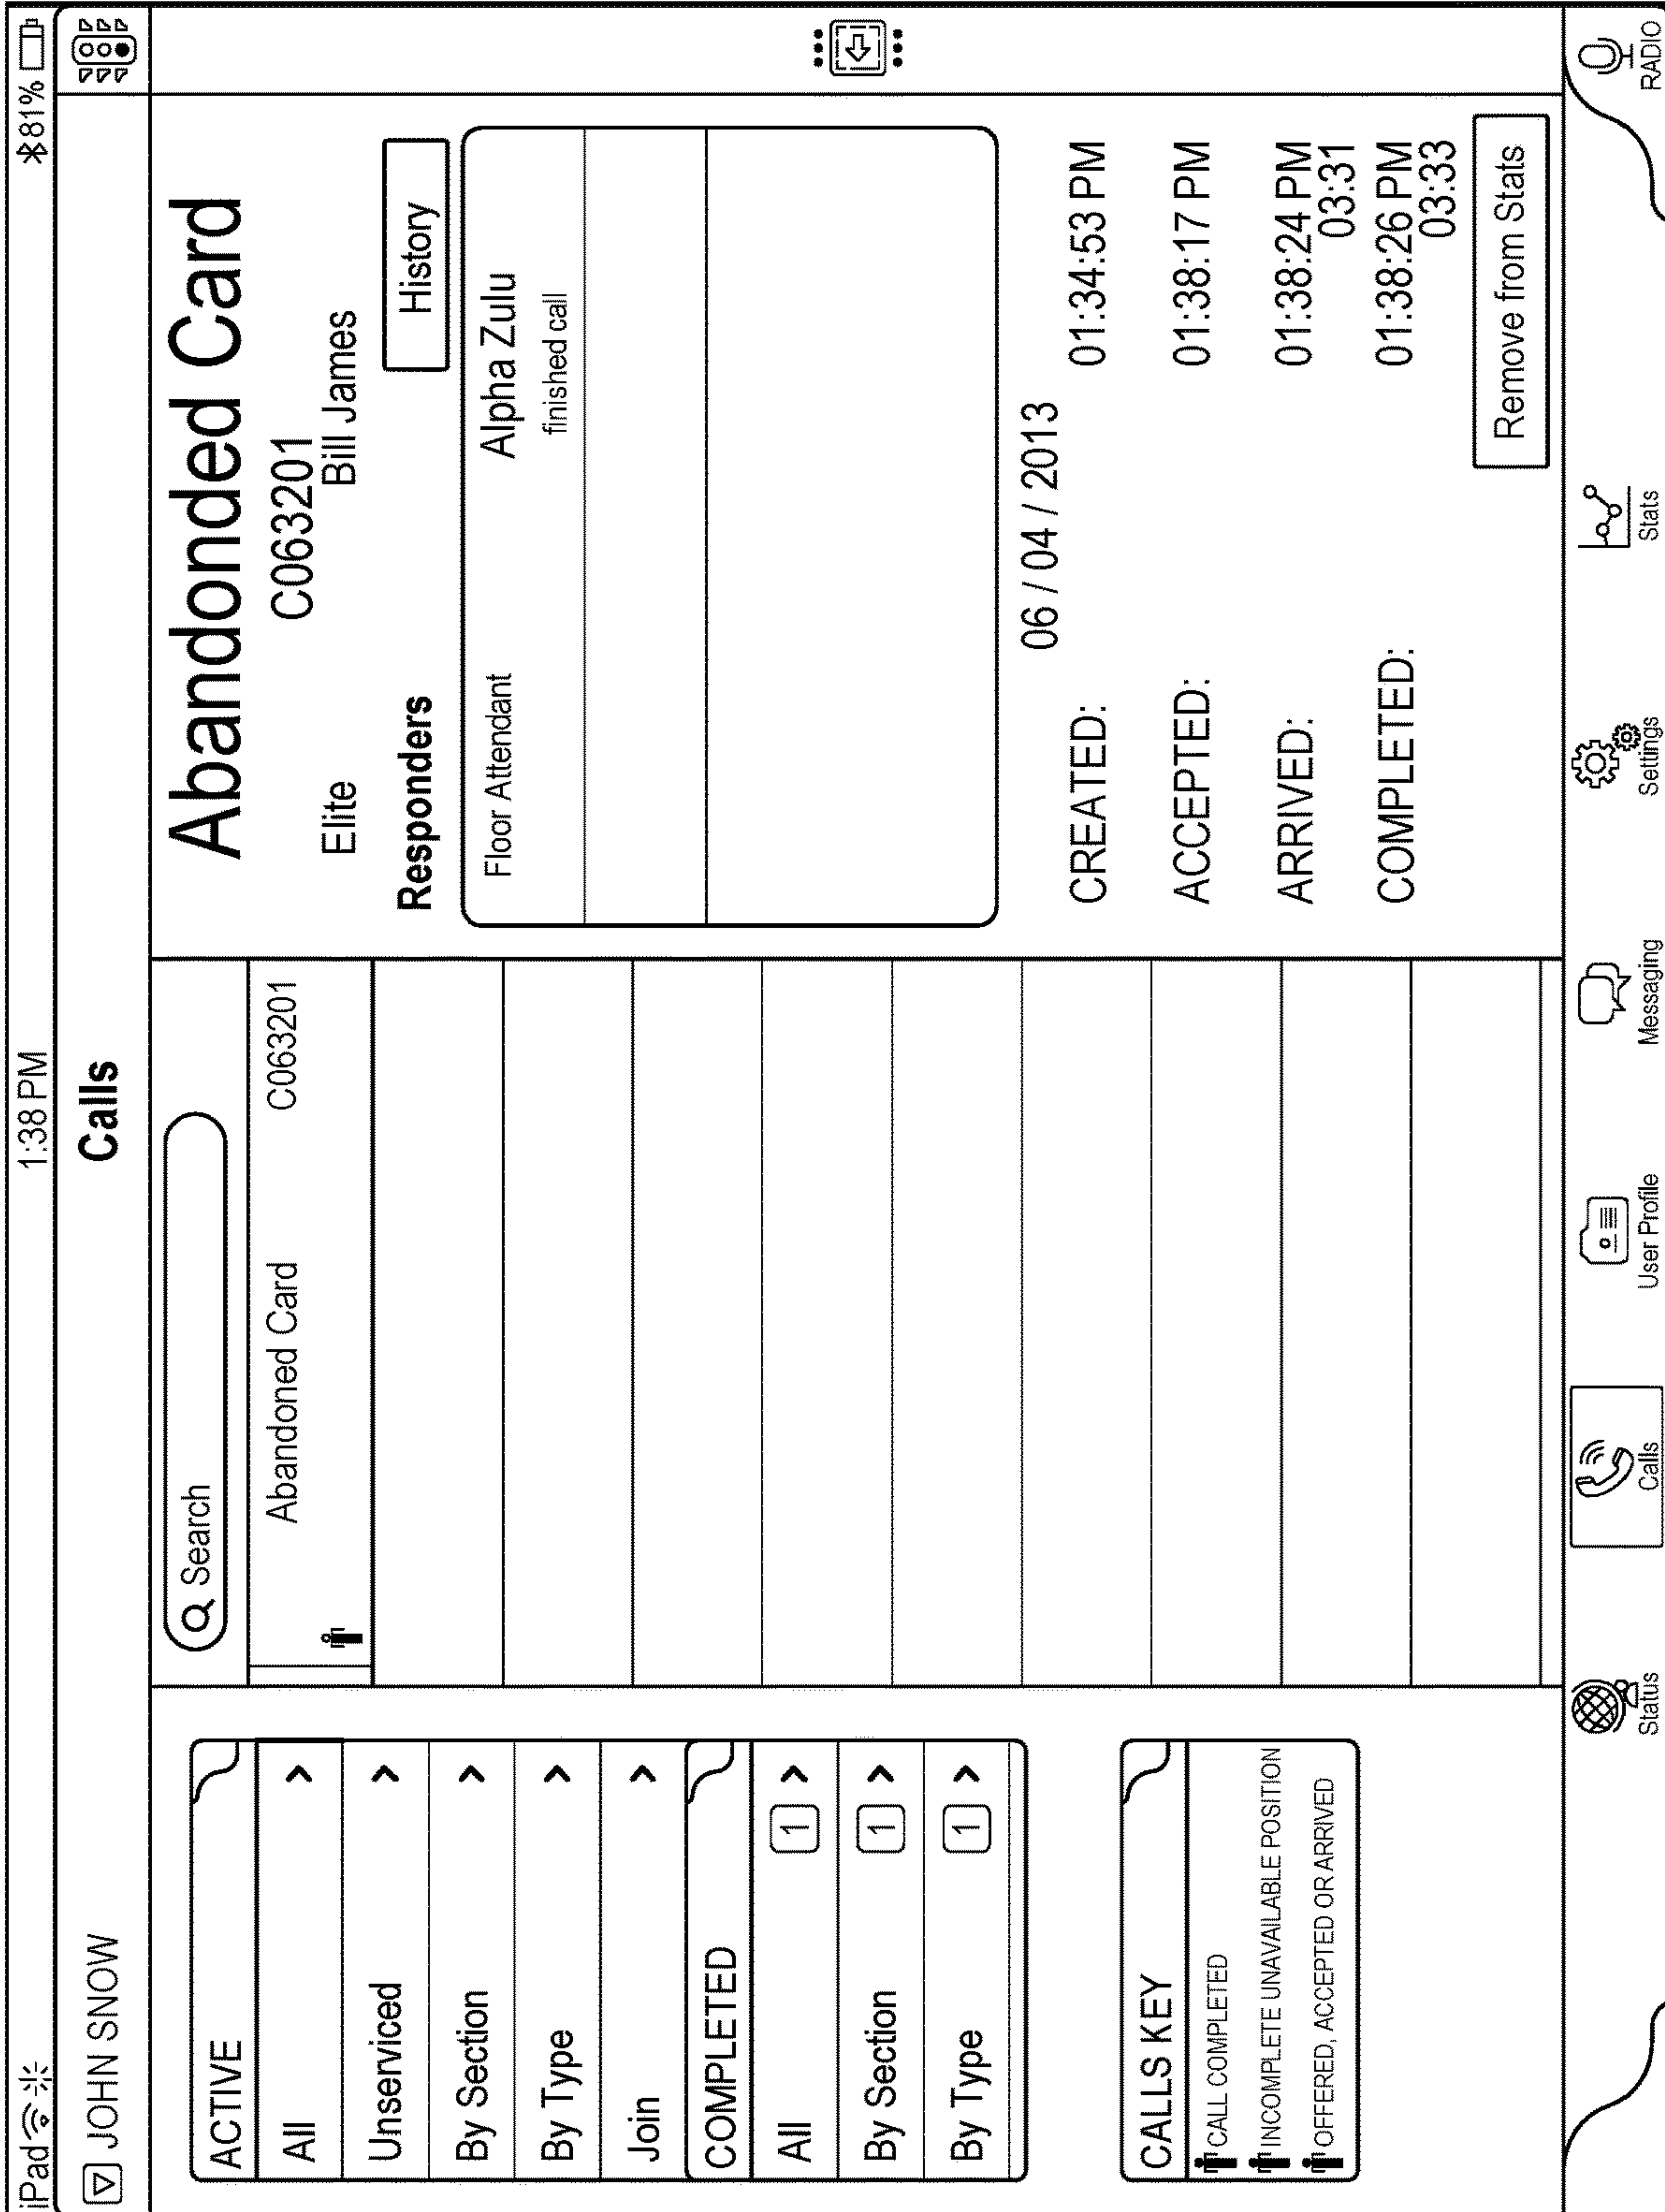 iPad 1:38 PM 81%
JOHN SNOW Calls
ACTIVE
All
Unserviced
By Section
By Type
Join
COMPLETED
All 1
By Section 1
By Type 1
CALLS KEY
CALL COMPLETED
INCOMPLETE UNAVAILABLE POSITION
OFFERED, ACCEPTED OR ARRIVED
Search
Abandoned Card C063201
Abandonded Card
C063201
Elite Bill James
Responders History
Floor Attendant Alpha Zulu
finished call
06 / 04 / 2013
CREATED: 01:34:53 PM
ACCEPTED: 01:38:17 PM
ARRIVED: 01:38:24 PM
03:31
COMPLETED: 01:38:26 PM
03:33
Remove from Stats
Status Calls User Profile Messaging Settings Stats RADIO